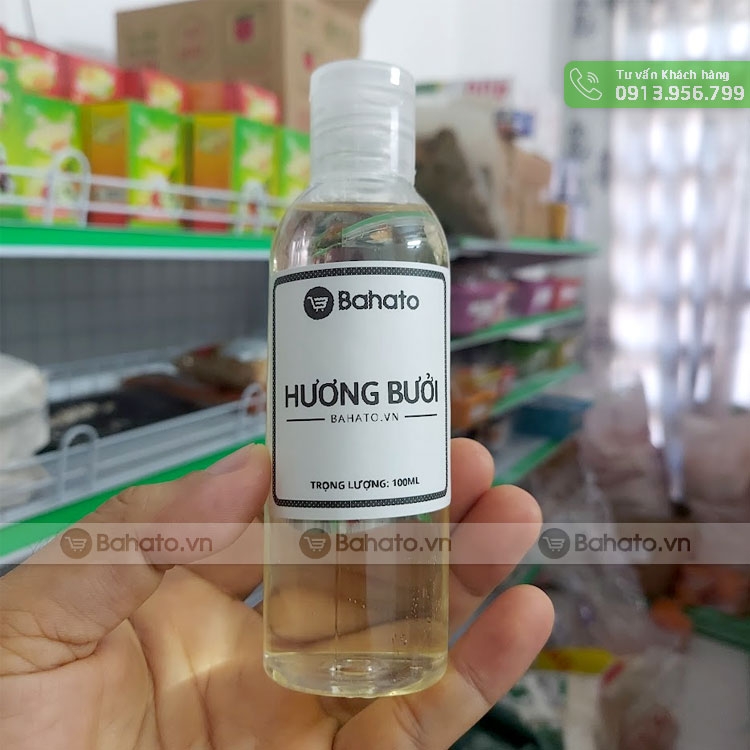 Tư vấn Khách hàng
0913.956.799
Bahato
HƯƠNG BƯỞI
BAHATO.VN
TRỌNG LƯỢNG: 100ML
Bahato.vn Bahato.vn Bahato.vn